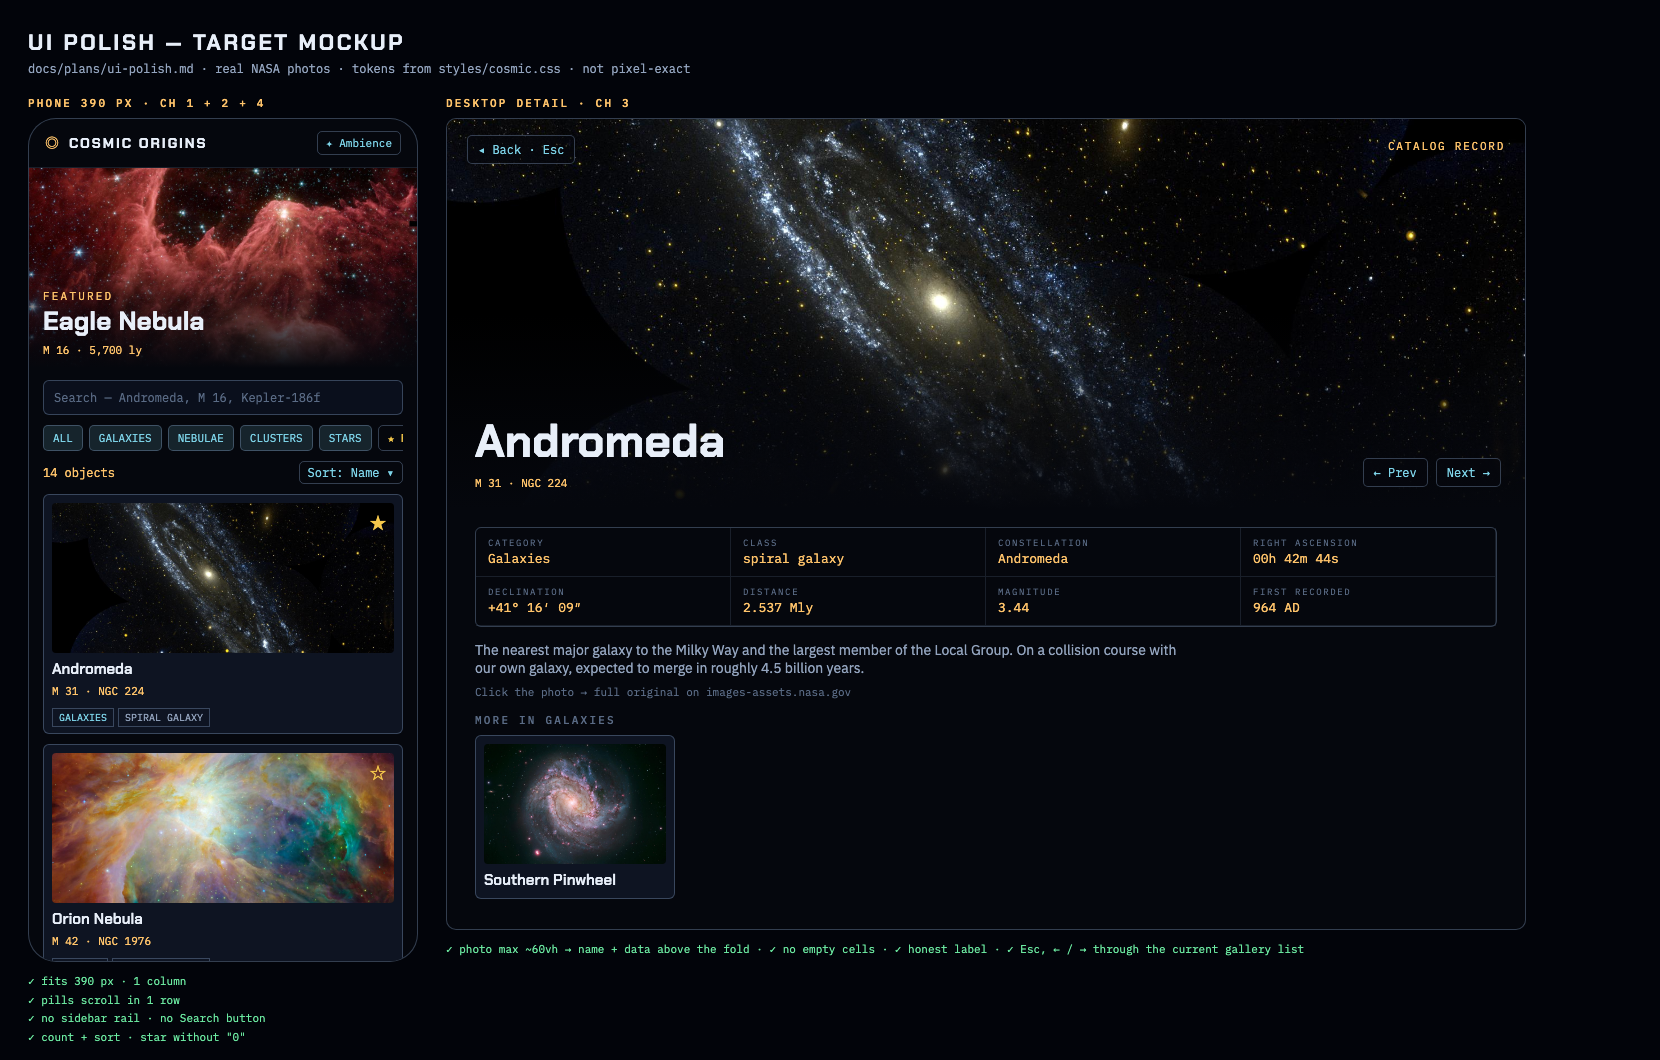 UI POLISH — TARGET MOCKUP
docs/plans/ui-polish.md · real NASA photos · tokens from styles/cosmic.css · not pixel-exact
PHONE 390 PX · CH 1 + 2 + 4
COSMIC ORIGINS
✦ Ambience
FEATURED
Eagle Nebula
M 16 · 5,700 ly
Search — Andromeda, M 16, Kepler-186f
ALL
GALAXIES
NEBULAE
CLUSTERS
STARS
★
14 objects
Sort: Name ▾
Andromeda
M 31 · NGC 224
GALAXIES
SPIRAL GALAXY
Orion Nebula
M 42 · NGC 1976
✓ fits 390 px · 1 column
✓ pills scroll in 1 row
✓ no sidebar rail · no Search button
✓ count + sort · star without "0"
DESKTOP DETAIL · CH 3
◂ Back · Esc
CATALOG RECORD
Andromeda
M 31 · NGC 224
← Prev
Next →
CATEGORY
Galaxies
CLASS
spiral galaxy
CONSTELLATION
Andromeda
RIGHT ASCENSION
00h 42m 44s
DECLINATION
+41° 16′ 09″
DISTANCE
2.537 Mly
MAGNITUDE
3.44
FIRST RECORDED
964 AD
The nearest major galaxy to the Milky Way and the largest member of the Local Group. On a collision course with
our own galaxy, expected to merge in roughly 4.5 billion years.
Click the photo → full original on images-assets.nasa.gov
MORE IN GALAXIES
Southern Pinwheel
✓ photo max ~60vh → name + data above the fold · ✓ no empty cells · ✓ honest label · ✓ Esc, ← / → through the current gallery list